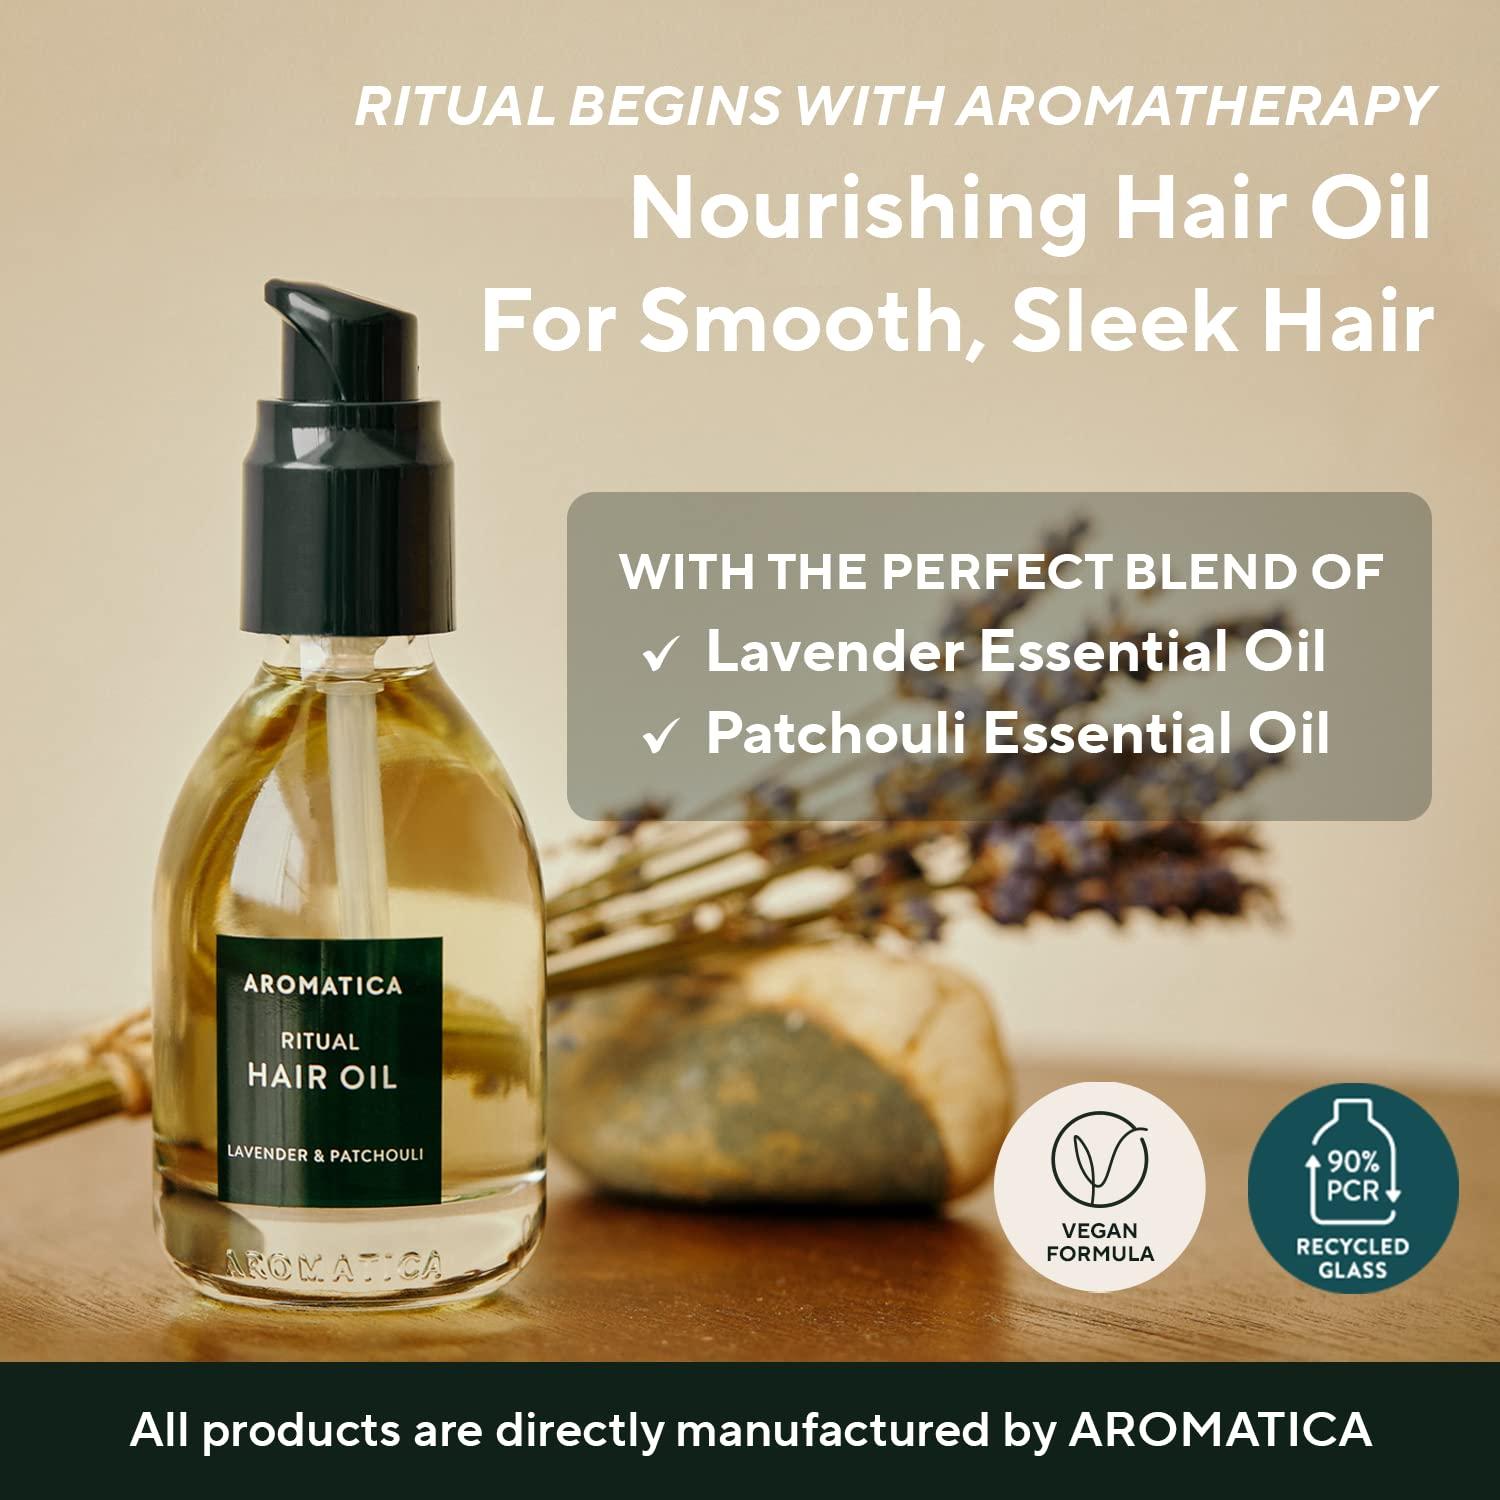 RITUAL BEGINS WITH AROMATHERAPY
Nourishing Hair Oil
For Smooth, Sleek Hair
WITH THE PERFECT BLEND OF
✓ Lavender Essential Oil
✓ Patchouli Essential Oil
AROMATICA
RITUAL
HAIR OIL
LAVENDER & PATCHOULI
AROMATICA
VEGAN
FORMULA
90%
PCR
RECYCLED
GLASS
All products are directly manufactured by AROMATICA